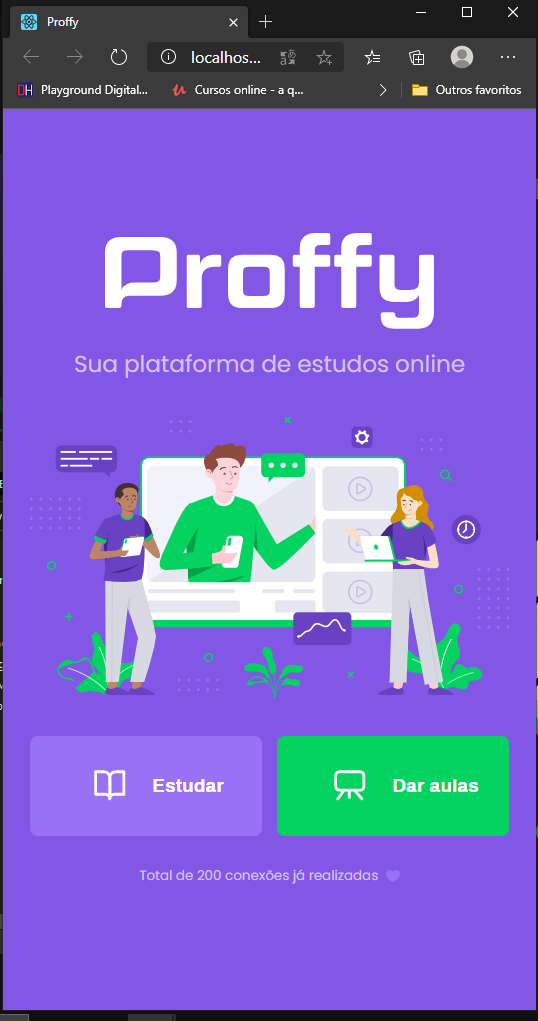 Proffy
localhos...
Playground Digital...
Cursos online - a q...
Outros favoritos
Proffy
Sua plataforma de estudos online
Estudar
Dar aulas
Total de 200 conexões já realizadas